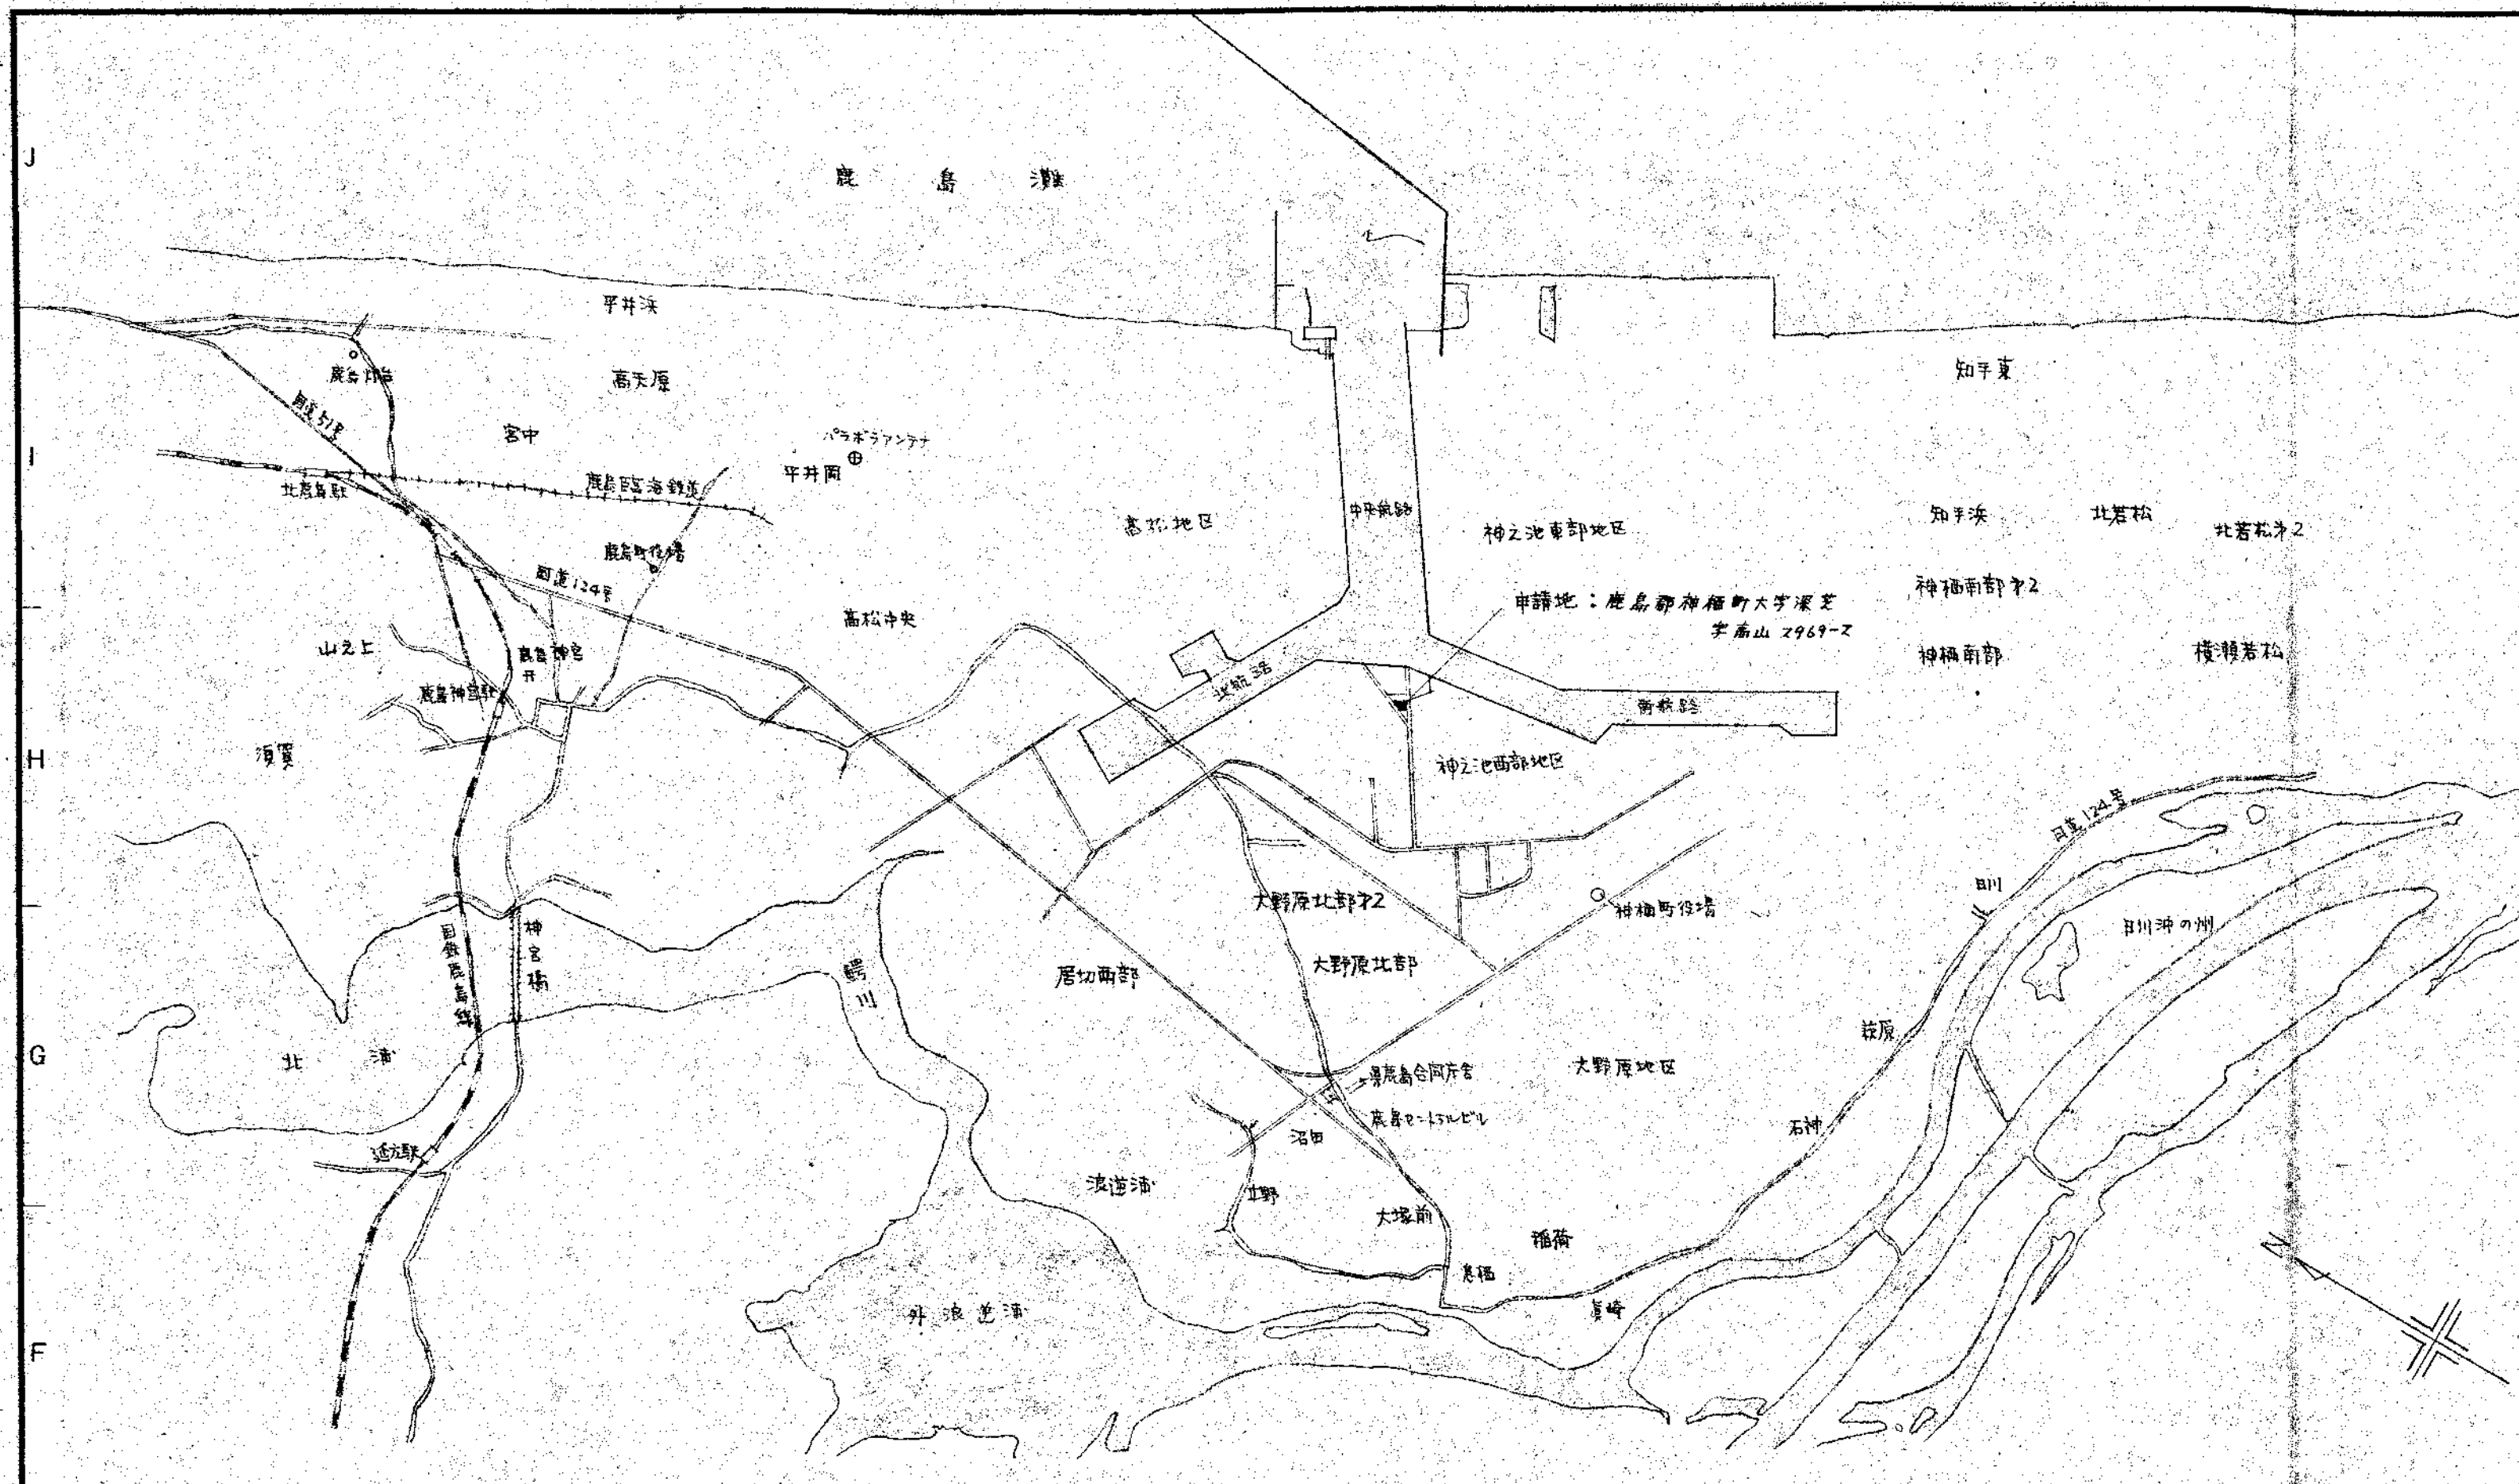 J
鹿島灘
平井浜
鹿島灯台
高天原
知手東
国道51号
宮中
パラボラアンテナ
I
平井岡
北鹿島駅
鹿島臨海鉄道
中央航路
高松地区
神之池東部地区
知手浜
北若松
北若松オ2
鹿島町役場
国道124号
神栖南部オ2
申請地：鹿島郡神栖町大字深芝
字南山 2969-2
高松中央
山之上
鹿島神宮
神栖南部
横瀬若松
鹿島神宮駅
北航路
南航路
H
須賀
神之池西部地区
国道124号
日川
大野原北部オ2
神栖町役場
日川沖の州
国鉄鹿島線
神宮橋
鰐川
居切西部
大野原北部
萩原
G
北浦
県鹿島合同庁舎
大野原地区
鹿島セントラルビル
沼田
石神
延方駅
浪逆浦
北野
大塚前
稲荷
N
息栖
外浪逆浦
F